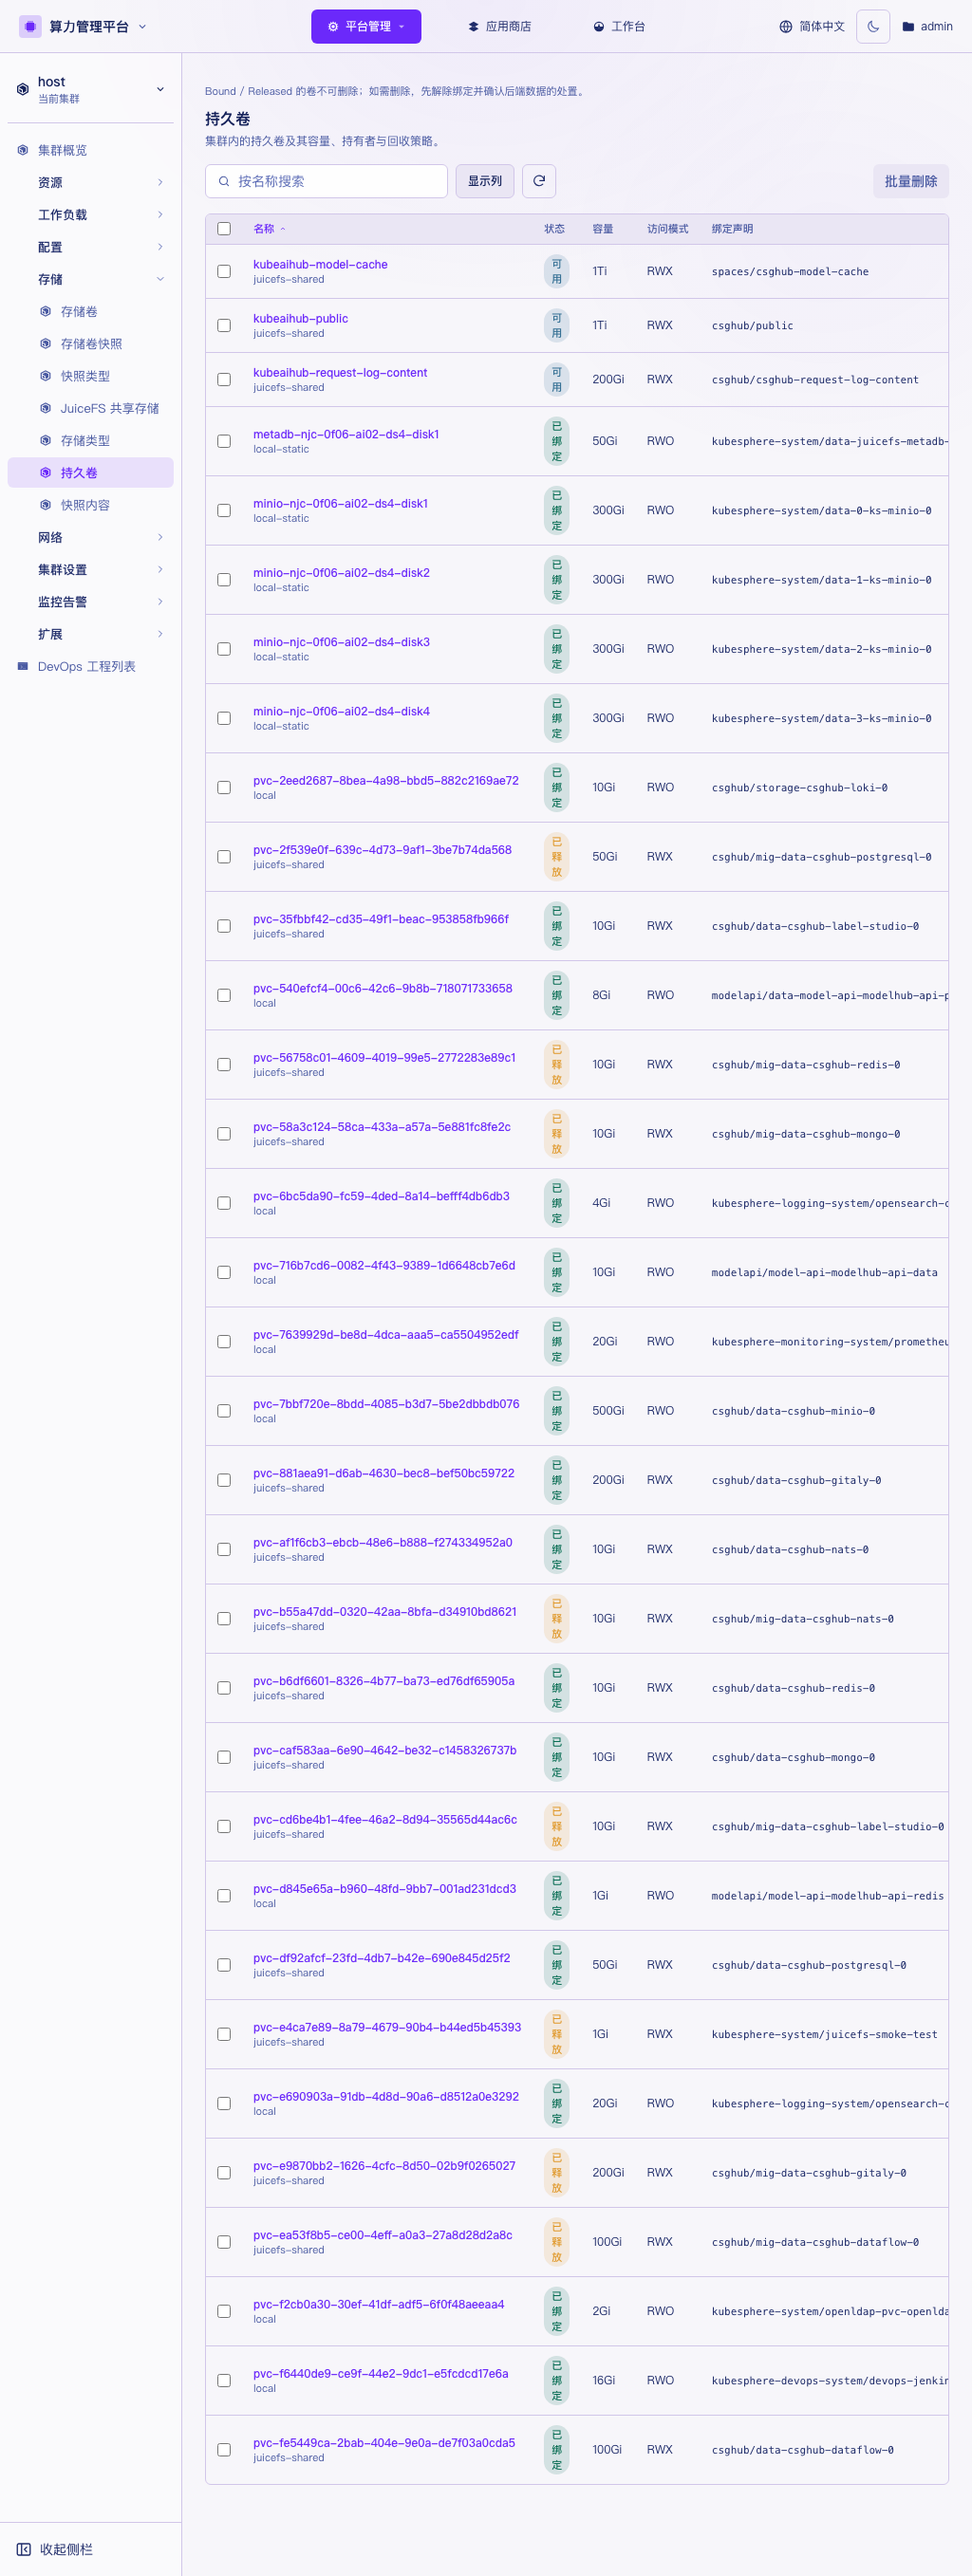 算力管理平台
平台管理
应用商店
工作台
简体中文
admin
host
当前集群
集群概览
资源
工作负载
配置
存储
存储卷
存储卷快照
快照类型
JuiceFS 共享存储
存储类型
持久卷
快照内容
网络
集群设置
监控告警
扩展
DevOps 工程列表
收起侧栏
Bound / Released 的卷不可删除；如需删除，先解除绑定并确认后端数据的处置。
持久卷
集群内的持久卷及其容量、持有者与回收策略。
按名称搜索
显示列
批量删除
名称 状态 容量 访问模式 绑定声明
kubeaihub-model-cache juicefs-shared 可用 1Ti RWX spaces/csghub-model-cache
kubeaihub-public juicefs-shared 可用 1Ti RWX csghub/public
kubeaihub-request-log-content juicefs-shared 可用 200Gi RWX csghub/csghub-request-log-content
metadb-njc-0f06-ai02-ds4-disk1 local-static 已绑定 50Gi RWO kubesphere-system/data-juicefs-metadb-
minio-njc-0f06-ai02-ds4-disk1 local-static 已绑定 300Gi RWO kubesphere-system/data-0-ks-minio-0
minio-njc-0f06-ai02-ds4-disk2 local-static 已绑定 300Gi RWO kubesphere-system/data-1-ks-minio-0
minio-njc-0f06-ai02-ds4-disk3 local-static 已绑定 300Gi RWO kubesphere-system/data-2-ks-minio-0
minio-njc-0f06-ai02-ds4-disk4 local-static 已绑定 300Gi RWO kubesphere-system/data-3-ks-minio-0
pvc-2eed2687-8bea-4a98-bbd5-882c2169ae72 local 已绑定 10Gi RWO csghub/storage-csghub-loki-0
pvc-2f539e0f-639c-4d73-9af1-3be7b74da568 juicefs-shared 已释放 50Gi RWX csghub/mig-data-csghub-postgresql-0
pvc-35fbbf42-cd35-49f1-beac-953858fb966f juicefs-shared 已绑定 10Gi RWX csghub/data-csghub-label-studio-0
pvc-540efcf4-00c6-42c6-9b8b-718071733658 local 已绑定 8Gi RWO modelapi/data-model-api-modelhub-api-p
pvc-56758c01-4609-4019-99e5-2772283e89c1 juicefs-shared 已释放 10Gi RWX csghub/mig-data-csghub-redis-0
pvc-58a3c124-58ca-433a-a57a-5e881fc8fe2c juicefs-shared 已释放 10Gi RWX csghub/mig-data-csghub-mongo-0
pvc-6bc5da90-fc59-4ded-8a14-befff4db6db3 local 已绑定 4Gi RWO kubesphere-logging-system/opensearch-
pvc-716b7cd6-0082-4f43-9389-1d6648cb7e6d local 已绑定 10Gi RWO modelapi/model-api-modelhub-api-data
pvc-7639929d-be8d-4dca-aaa5-ca5504952edf local 已绑定 20Gi RWO kubesphere-monitoring-system/prometheu
pvc-7bbf720e-8bdd-4085-b3d7-5be2dbbdb076 local 已绑定 500Gi RWO csghub/data-csghub-minio-0
pvc-881aea91-d6ab-4630-bec8-bef50bc59722 juicefs-shared 已绑定 200Gi RWX csghub/data-csghub-gitaly-0
pvc-af1f6cb3-ebcb-48e6-b888-f274334952a0 juicefs-shared 已绑定 10Gi RWX csghub/data-csghub-nats-0
pvc-b55a47dd-0320-42aa-8bfa-d34910bd8621 juicefs-shared 已释放 10Gi RWX csghub/mig-data-csghub-nats-0
pvc-b6df6601-8326-4b77-ba73-ed76df65905a juicefs-shared 已绑定 10Gi RWX csghub/data-csghub-redis-0
pvc-caf583aa-6e90-4642-be32-c1458326737b juicefs-shared 已绑定 10Gi RWX csghub/data-csghub-mongo-0
pvc-cd6be4b1-4fee-46a2-8d94-35565d44ac6c juicefs-shared 已释放 10Gi RWX csghub/mig-data-csghub-label-studio-0
pvc-d845e65a-b960-48fd-9bb7-001ad231dcd3 local 已绑定 1Gi RWO modelapi/model-api-modelhub-api-redis
pvc-df92afcf-23fd-4db7-b42e-690e845d25f2 juicefs-shared 已绑定 50Gi RWX csghub/data-csghub-postgresql-0
pvc-e4ca7e89-8a79-4679-90b4-b44ed5b45393 juicefs-shared 已释放 1Gi RWX kubesphere-system/juicefs-smoke-test
pvc-e690903a-91db-4d8d-90a6-d8512a0e3292 local 已绑定 20Gi RWO kubesphere-logging-system/opensearch-
pvc-e9870bb2-1626-4cfc-8d50-02b9f0265027 juicefs-shared 已释放 200Gi RWX csghub/mig-data-csghub-gitaly-0
pvc-ea53f8b5-ce00-4eff-a0a3-27a8d28d2a8c juicefs-shared 已释放 100Gi RWX csghub/mig-data-csghub-dataflow-0
pvc-f2cb0a30-30ef-41df-adf5-6f0f48aeeaa4 local 已绑定 2Gi RWO kubesphere-system/openldap-pvc-openlda
pvc-f6440de9-ce9f-44e2-9dc1-e5fcdcd17e6a local 已绑定 16Gi RWO kubesphere-devops-system/devops-jenkin
pvc-fe5449ca-2bab-404e-9e0a-de7f03a0cda5 juicefs-shared 已绑定 100Gi RWX csghub/data-csghub-dataflow-0